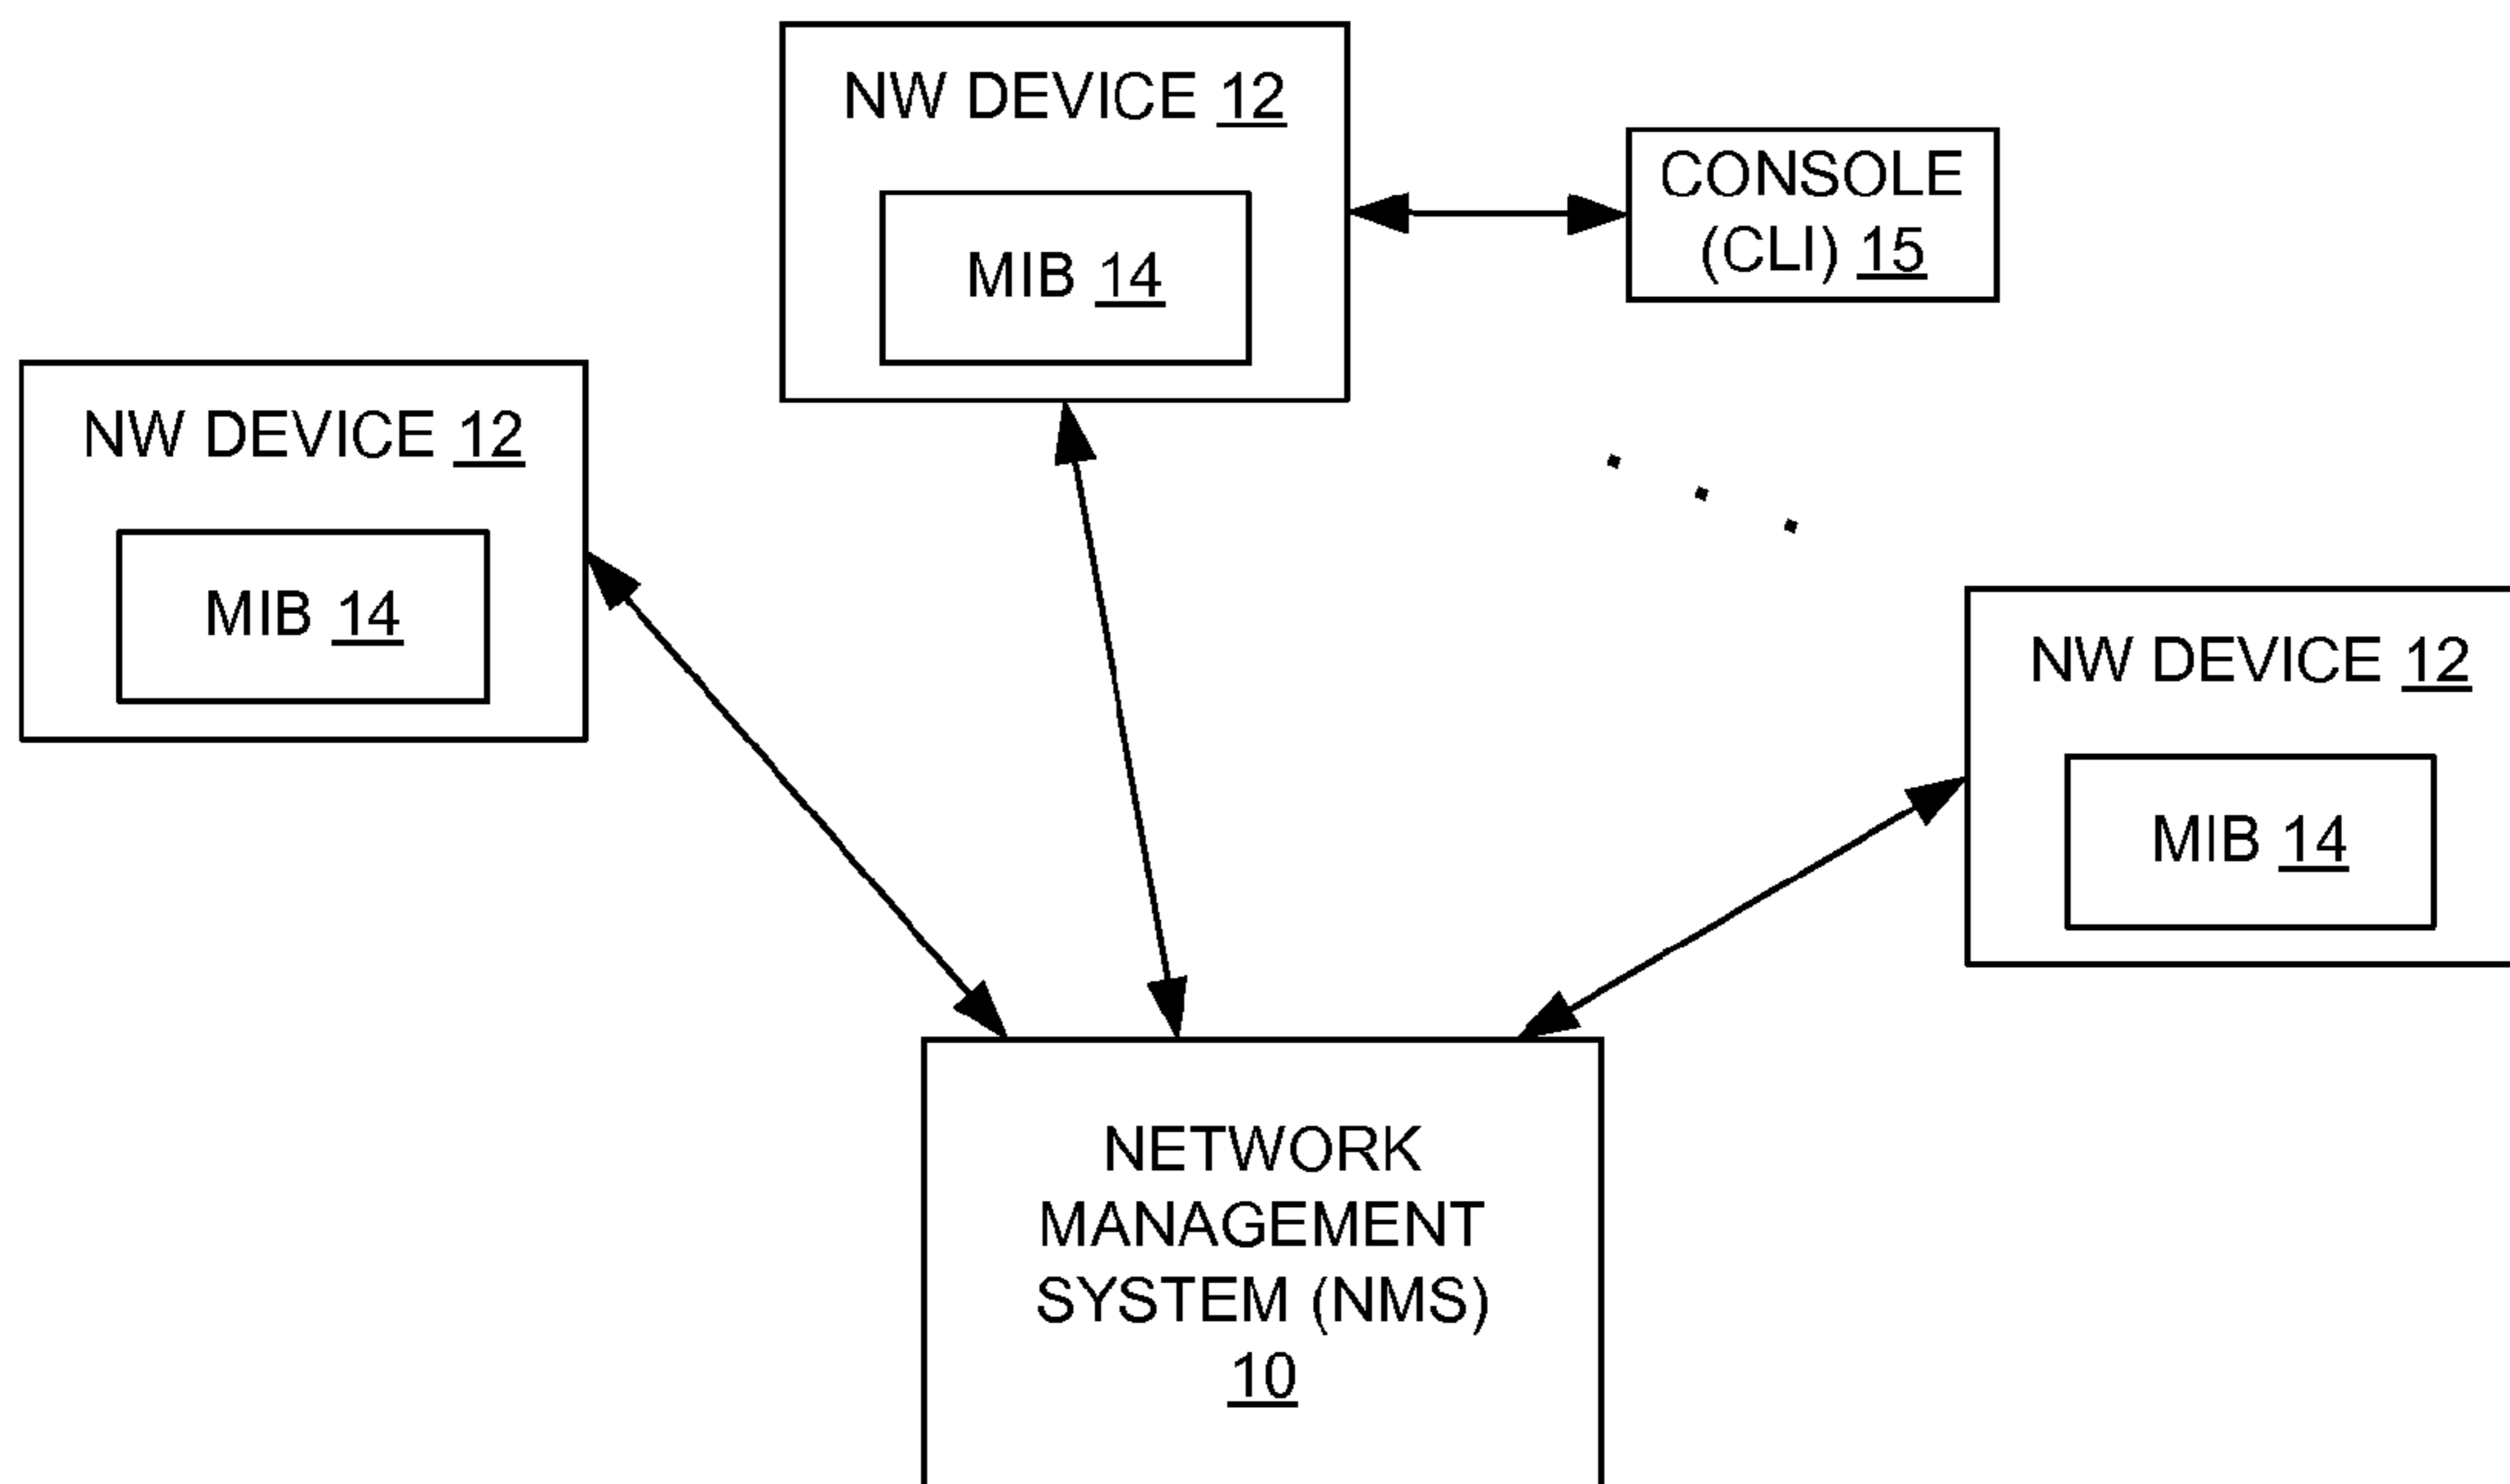 NW DEVICE 12
MIB 14
CONSOLE
(CLI) 15
NW DEVICE 12
MIB 14
NW DEVICE 12
MIB 14
NETWORK
MANAGEMENT
SYSTEM (NMS)
10